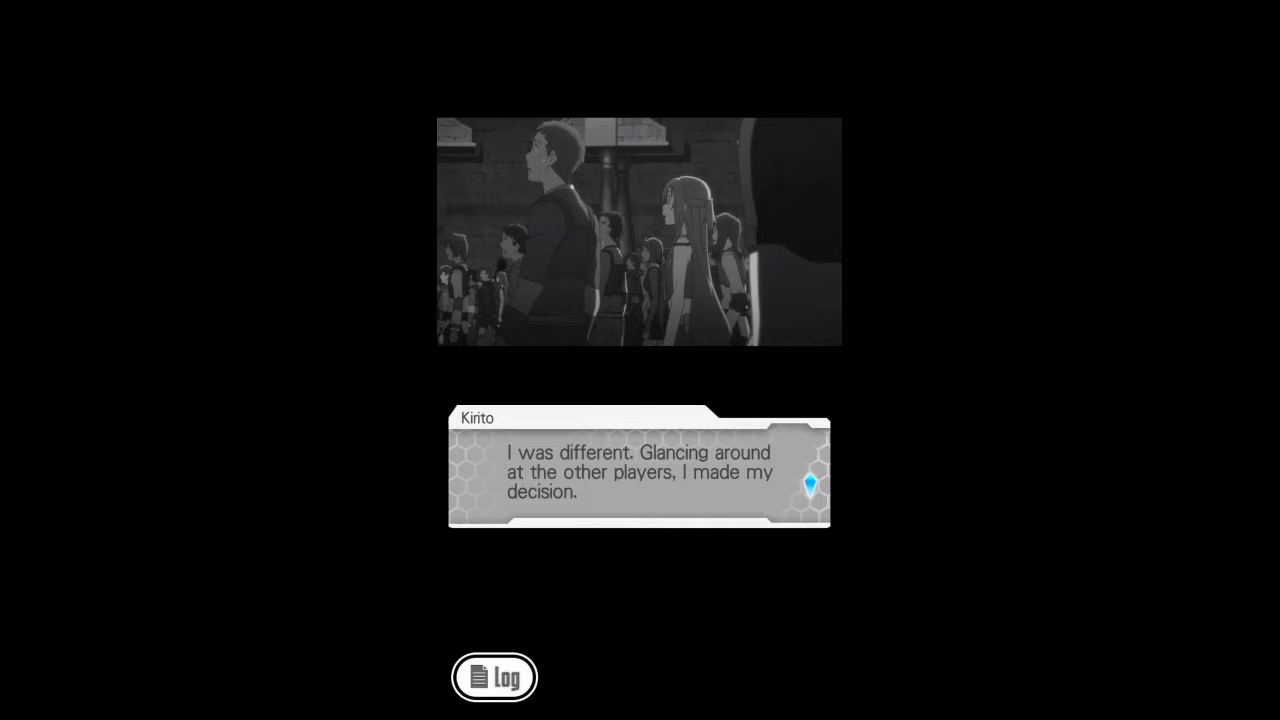 Kirito
I was different. Glancing around
at the other players, I made my
decision.
log